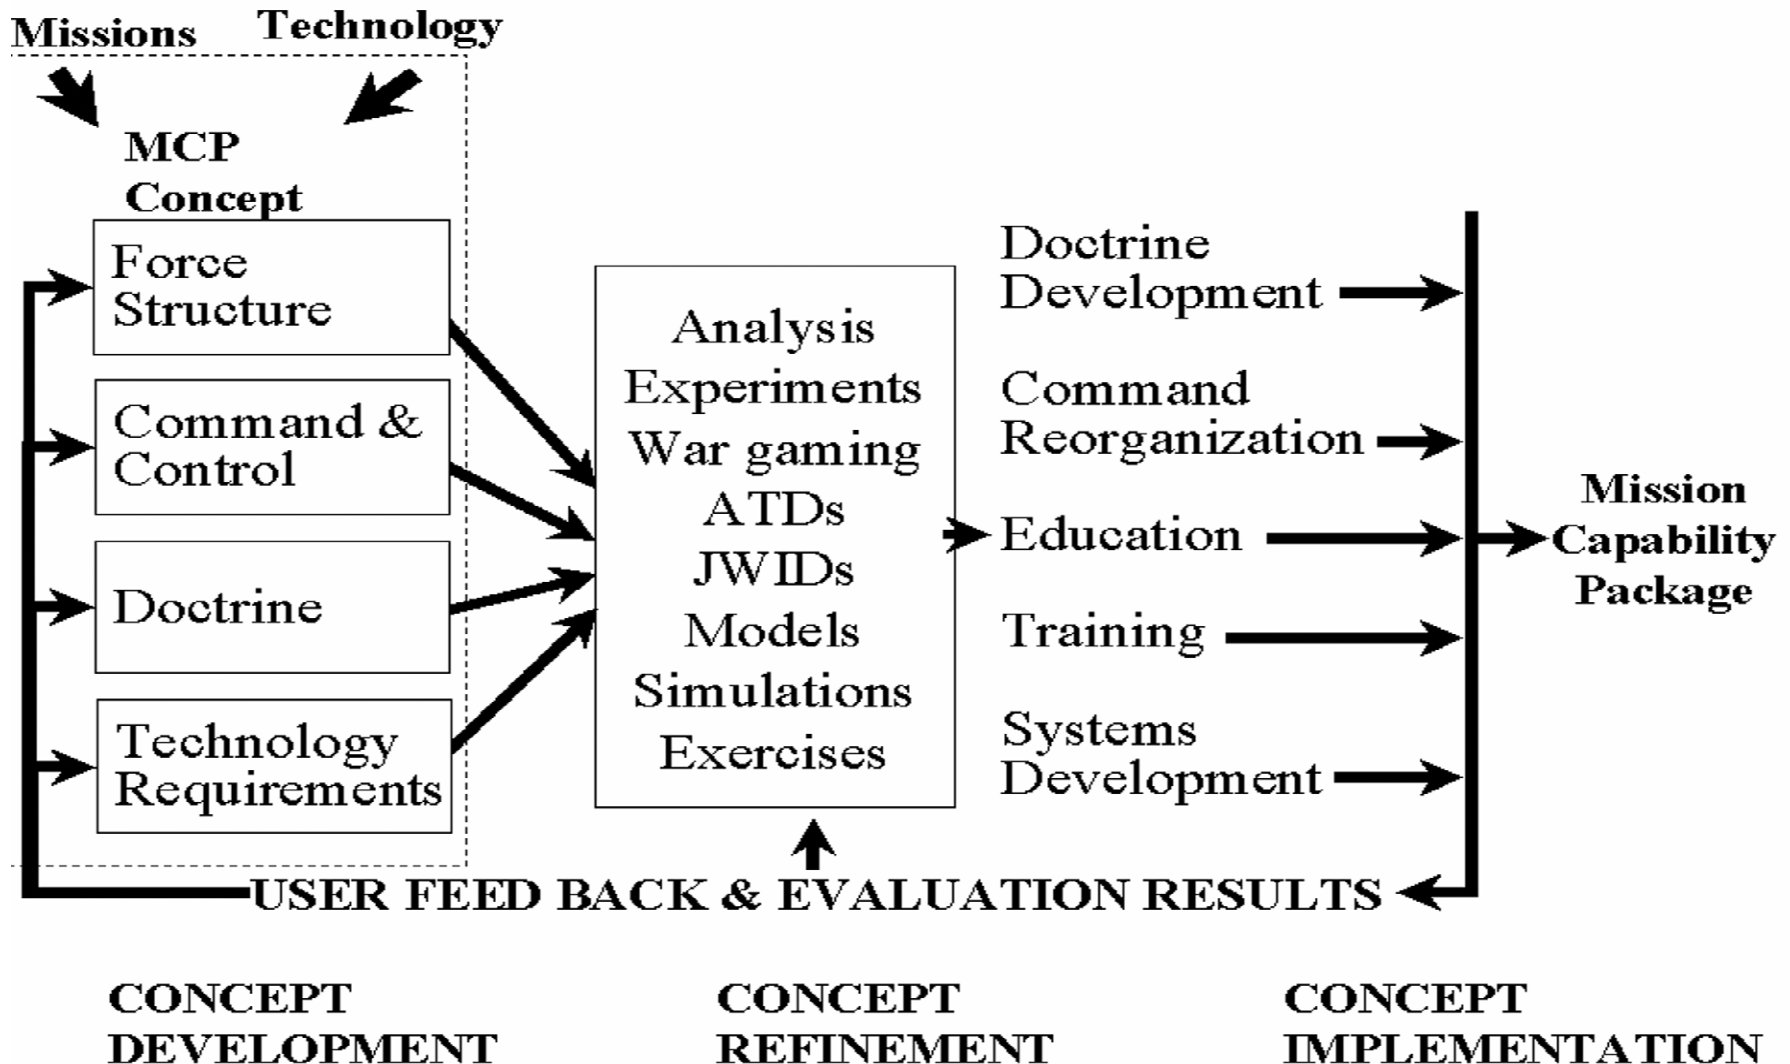 Missions
Technology
MCP
Concept
Force
Structure
Command &
Control
Doctrine
Technology
Requirements
Analysis
Experiments
War gaming
ATDs
JWIDs
Models
Simulations
Exercises
Doctrine
Development
Command
Reorganization
Education
Training
Systems
Development
Mission
Capability
Package
USER FEED BACK & EVALUATION RESULTS
CONCEPT
DEVELOPMENT
CONCEPT
REFINEMENT
CONCEPT
IMPLEMENTATION